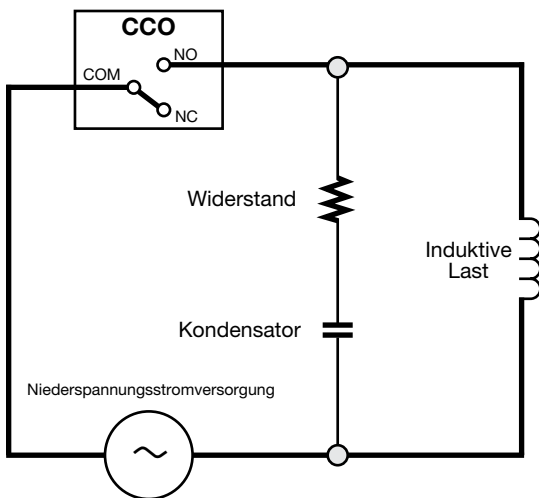 CCO
NO
COM
NC
Widerstand
Induktive
Last
Kondensator
Niederspannungsstromversorgung